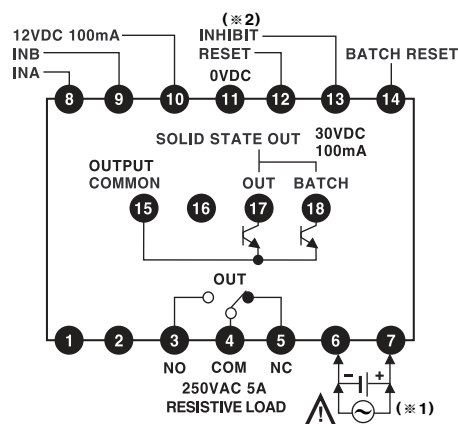 (※2)
12VDC 100mA
INHIBIT
INB
RESET
BATCH RESET
INA
0VDC
8 9 10 11 12 13 14
SOLID STATE OUT
30VDC
100mA
OUTPUT
COMMON
OUT
BATCH
15 16 17 18
OUT
1 2 3 4 5 6 7
NO COM NC
- +
250VAC 5A
RESISTIVE LOAD
! (※1)